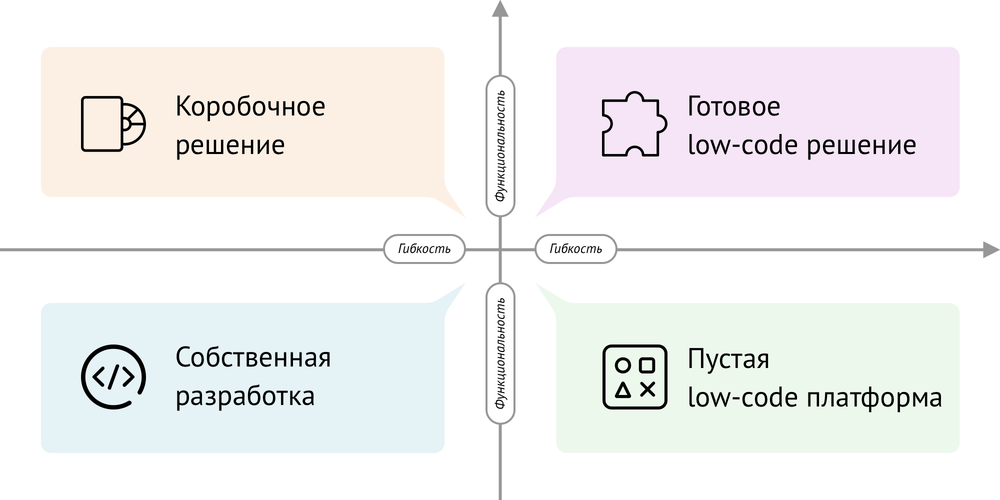 Коробочное
решение
Функциональность
Готовое
low-code решение
Гибкость
Гибкость
Собственная
разработка
Функциональность
Пустая
low-code платформа